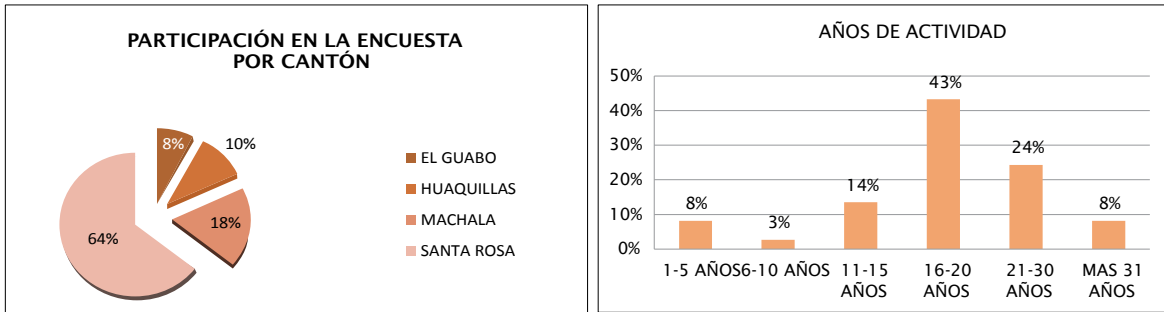 PARTICIPACIÓN EN LA ENCUESTA
POR CANTÓN
8%
10%
18%
64%
EL GUABO
HUAQUILLAS
MACHALA
SANTA ROSA
AÑOS DE ACTIVIDAD
50%
40%
30%
20%
10%
0%
8%
3%
14%
43%
24%
8%
1-5 AÑOS
6-10 AÑOS
11-15
AÑOS
16-20
AÑOS
21-30
AÑOS
MAS 31
AÑOS